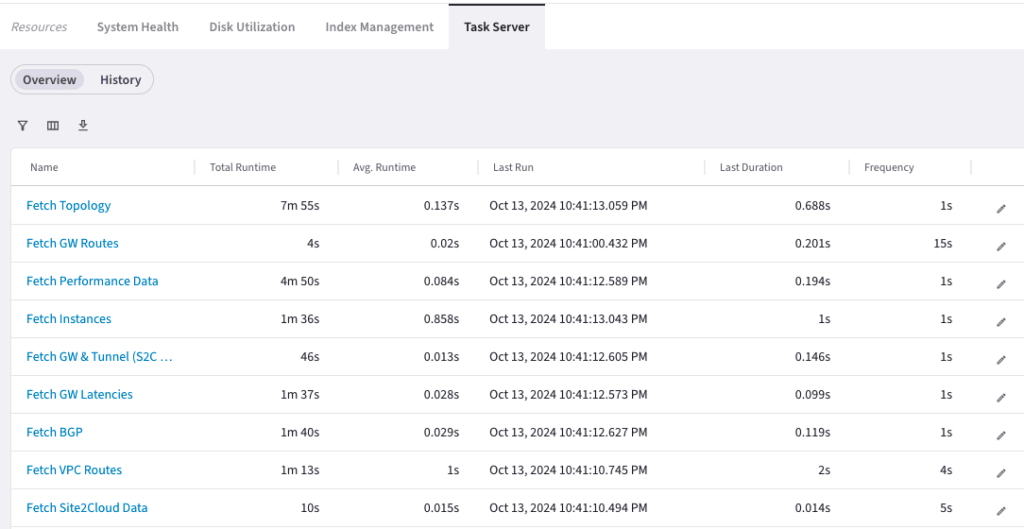 Resources System Health Disk Utilization Index Management Task Server
Overview History
Name Total Runtime Avg. Runtime Last Run Last Duration Frequency
Fetch Topology 7m 55s 0.137s Oct 13, 2024 10:41:13.059 PM 0.688s 1s
Fetch GW Routes 4s 0.02s Oct 13, 2024 10:41:00.432 PM 0.201s 15s
Fetch Performance Data 4m 50s 0.084s Oct 13, 2024 10:41:12.589 PM 0.194s 1s
Fetch Instances 1m 36s 0.858s Oct 13, 2024 10:41:13.043 PM 1s 1s
Fetch GW & Tunnel (S2C ... 46s 0.013s Oct 13, 2024 10:41:12.605 PM 0.146s 1s
Fetch GW Latencies 1m 37s 0.028s Oct 13, 2024 10:41:12.573 PM 0.099s 1s
Fetch BGP 1m 40s 0.029s Oct 13, 2024 10:41:12.627 PM 0.119s 1s
Fetch VPC Routes 1m 13s 1s Oct 13, 2024 10:41:10.745 PM 2s 4s
Fetch Site2Cloud Data 10s 0.015s Oct 13, 2024 10:41:10.494 PM 0.014s 5s